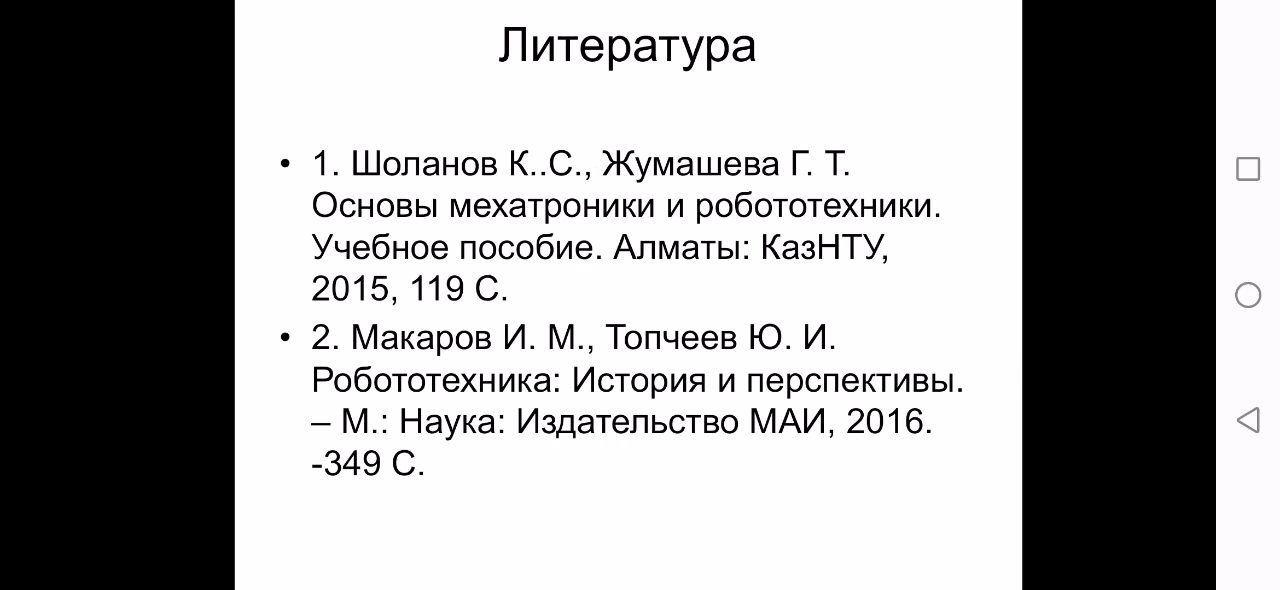 Литература
• 1. Шоланов К..С., Жумашева Г. Т.
Основы мехатроники и робототехники.
Учебное пособие. Алматы: КазНТУ,
2015, 119 С.
• 2. Макаров И. М., Топчеев Ю. И.
Робототехника: История и перспективы.
– М.: Наука: Издательство МАИ, 2016.
-349 С.